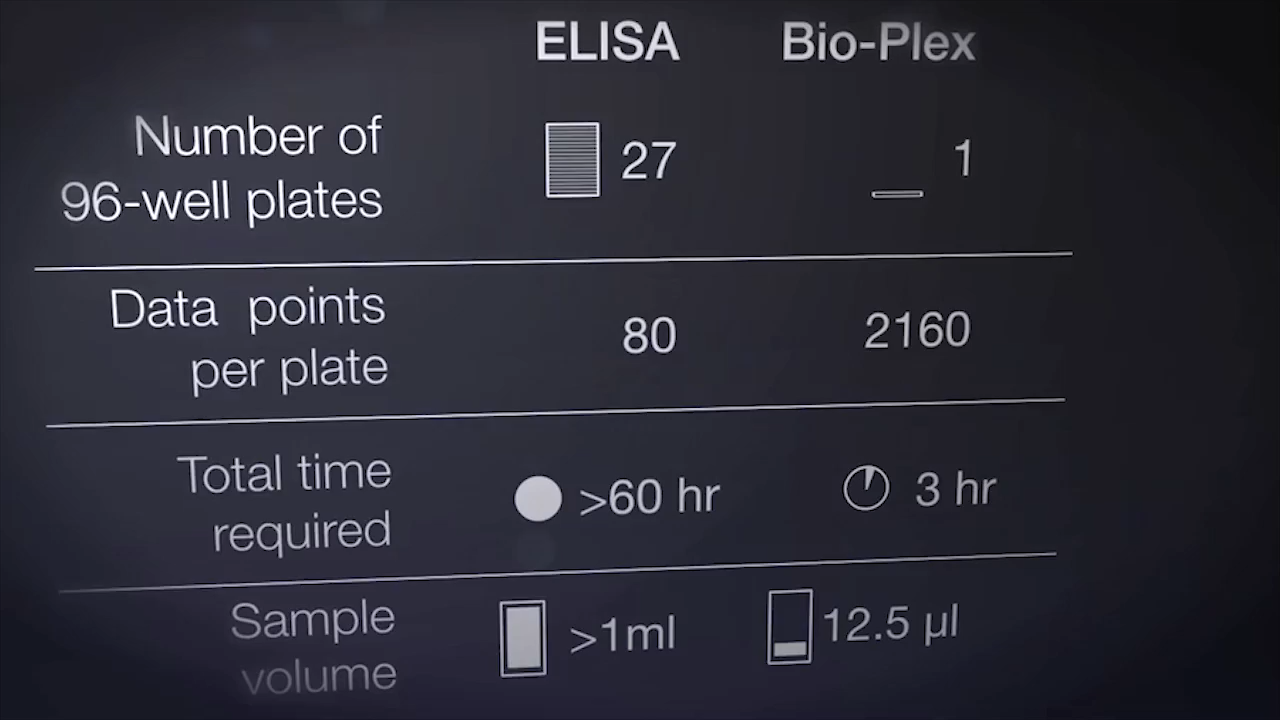 ELISA Bio-Plex
Number of
96-well plates
27 1
Data points
per plate
80 2160
Total time
required
>60 hr 3 hr
Sample
volume
>1ml 12.5 µl